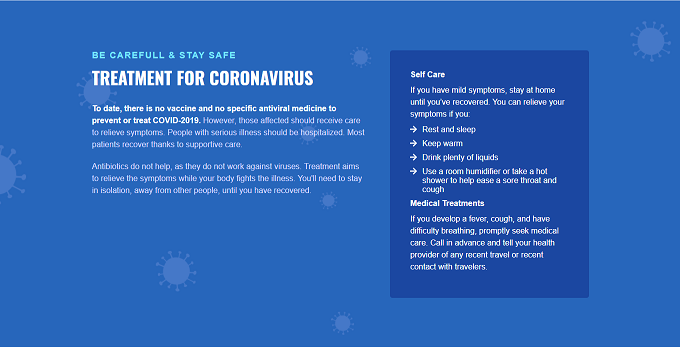 BE CAREFULL & STAY SAFE
TREATMENT FOR CORONAVIRUS
To date, there is no vaccine and no specific antiviral medicine to
prevent or treat COVID-2019. However, those affected should receive care
to relieve symptoms. People with serious illness should be hospitalized. Most
patients recover thanks to supportive care.
Antibiotics do not help, as they do not work against viruses. Treatment aims
to relieve the symptoms while your body fights the illness. You'll need to stay
in isolation, away from other people, until you have recovered.
Self Care
If you have mild symptoms, stay at home
until you've recovered. You can relieve your
symptoms if you:
Rest and sleep
Keep warm
Drink plenty of liquids
Use a room humidifier or take a hot
shower to help ease a sore throat and
cough
Medical Treatments
If you develop a fever, cough, and have
difficulty breathing, promptly seek medical
care. Call in advance and tell your health
provider of any recent travel or recent
contact with travelers.